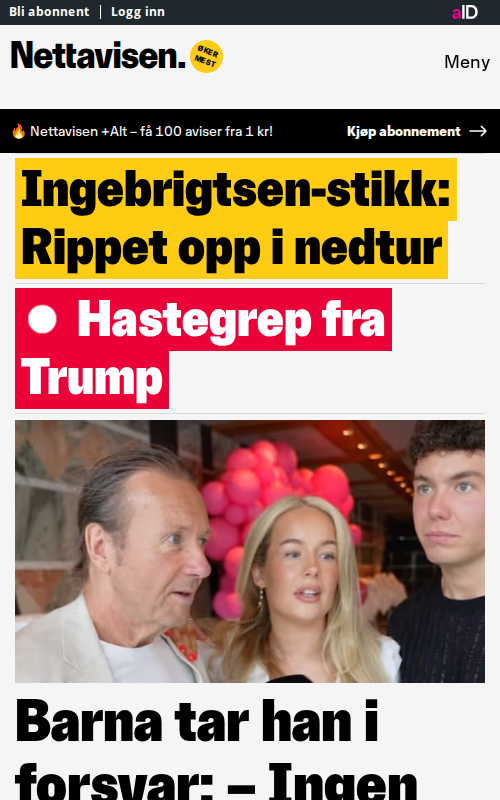 Bli abonnent | Logg inn
aID
Nettavisen.
ØKER
MEST
Meny
🔥 Nettavisen +Alt – få 100 aviser fra 1 kr!
Kjøp abonnement →
Ingebrigtsen-stikk:
Rippet opp i nedtur
Hastegrep fra
Trump
Barna tar han i
forsvar: – Ingen